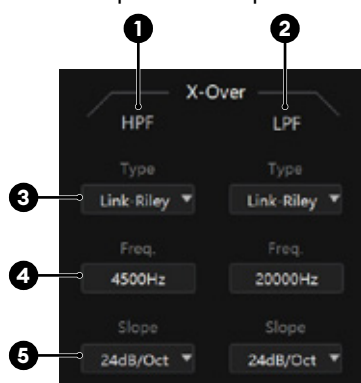 1 2
X-Over
HPF LPF
Type Type
3 Link-Riley Link-Riley
Freq. Freq.
4 4500Hz 20000Hz
Slope Slope
5 24dB/Oct 24dB/Oct